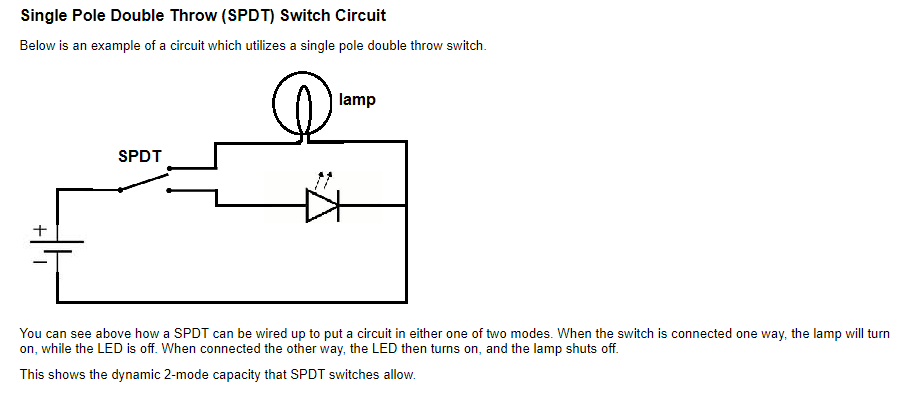 Single Pole Double Throw (SPDT) Switch Circuit
Below is an example of a circuit which utilizes a single pole double throw switch.
lamp
SPDT
+
–
You can see above how a SPDT can be wired up to put a circuit in either one of two modes. When the switch is connected one way, the lamp will turn
on, while the LED is off. When connected the other way, the LED then turns on, and the lamp shuts off.
This shows the dynamic 2-mode capacity that SPDT switches allow.